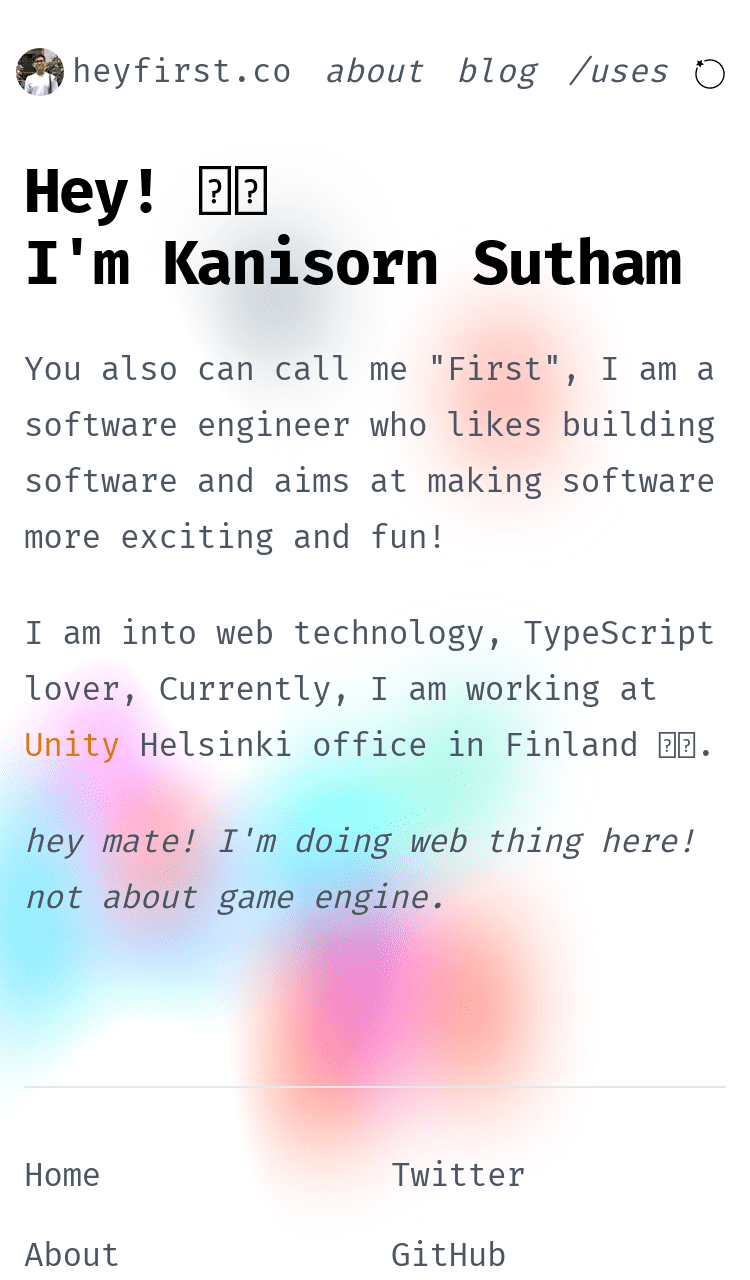 heyfirst.co about blog /uses
Hey!
I'm Kanisorn Sutham
You also can call me "First", I am a
software engineer who likes building
software and aims at making software
more exciting and fun!
I am into web technology, TypeScript
lover, Currently, I am working at
Unity Helsinki office in Finland .
hey mate! I'm doing web thing here!
not about game engine.
Home
Twitter
About
GitHub